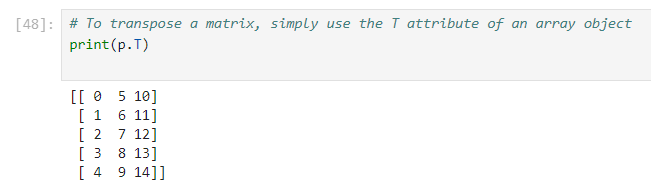 [48]: # To transpose a matrix, simply use the T attribute of an array object
print(p.T)
[[ 0  5 10]
 [ 1  6 11]
 [ 2  7 12]
 [ 3  8 13]
 [ 4  9 14]]